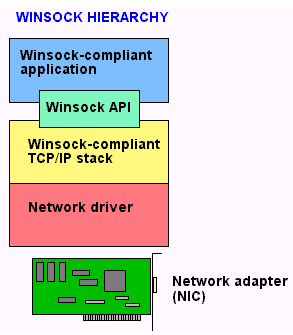 WINSOCK HIERARCHY
Winsock-compliant
application
Winsock API
Winsock-compliant
TCP/IP stack
Network driver
Network adapter
(NIC)